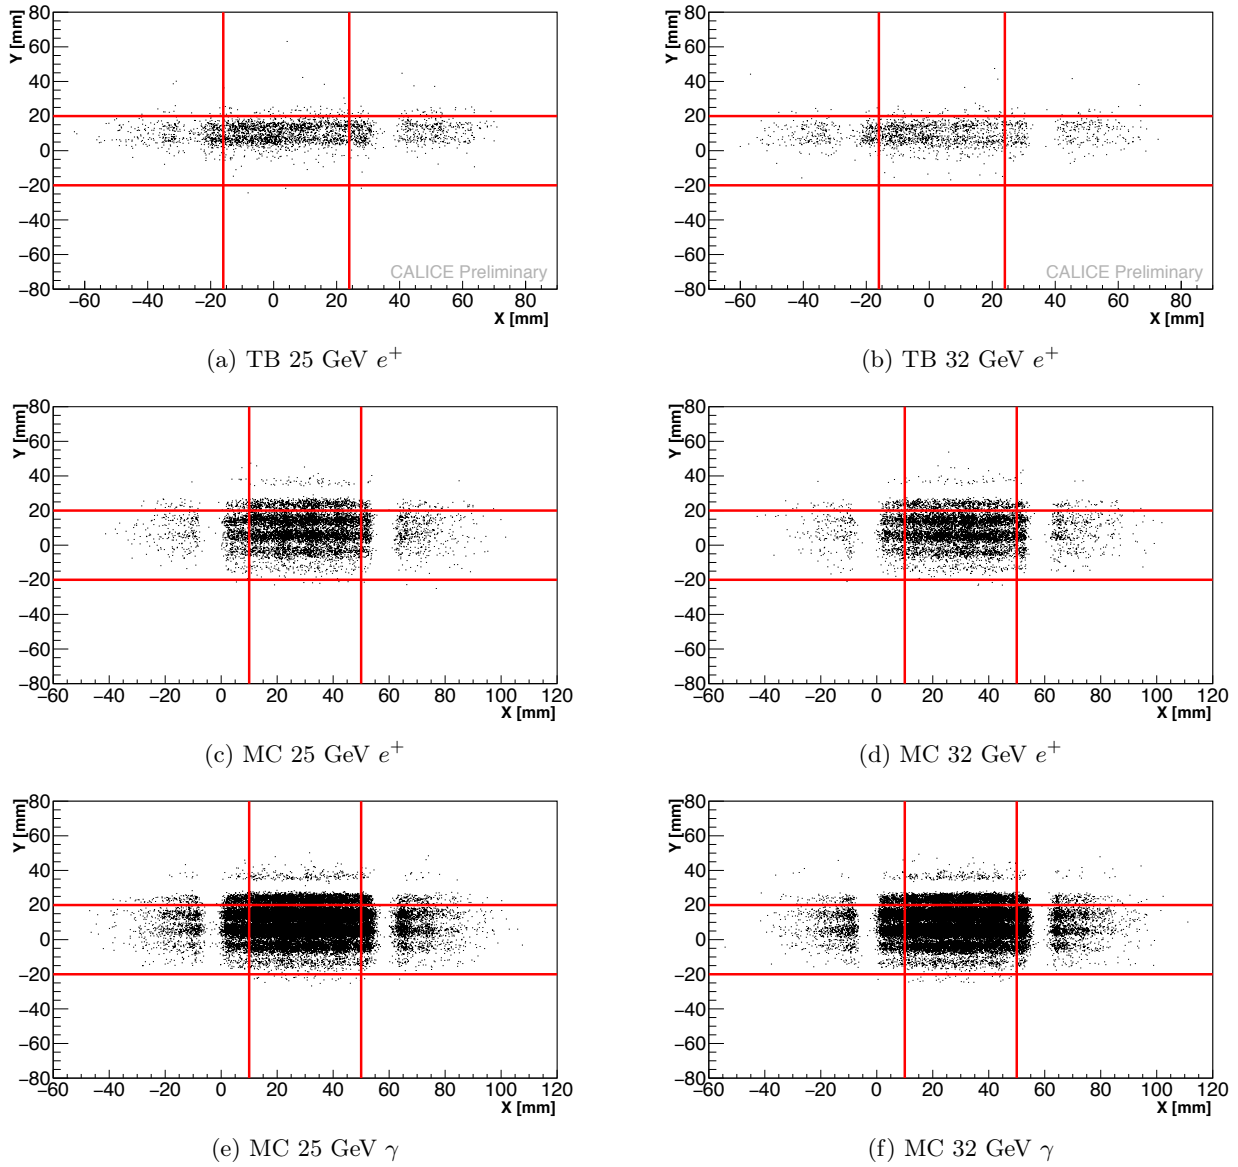 80
60
40
20
0
−20
−40
−60
−80
Y [mm]
−60 −40 −20 0 20 40 60 80
X [mm]
CALICE Preliminary
(a) TB 25 GeV e⁺
80
60
40
20
0
−20
−40
−60
−80
Y [mm]
−60 −40 −20 0 20 40 60 80
X [mm]
CALICE Preliminary
(b) TB 32 GeV e⁺
80
60
40
20
0
−20
−40
−60
−80
Y [mm]
−60 −40 −20 0 20 40 60 80 100 120
X [mm]
(c) MC 25 GeV e⁺
80
60
40
20
0
−20
−40
−60
−80
Y [mm]
−60 −40 −20 0 20 40 60 80 100 120
X [mm]
(d) MC 32 GeV e⁺
80
60
40
20
0
−20
−40
−60
−80
Y [mm]
−60 −40 −20 0 20 40 60 80 100 120
X [mm]
(e) MC 25 GeV γ
80
60
40
20
0
−20
−40
−60
−80
Y [mm]
−60 −40 −20 0 20 40 60 80 100 120
X [mm]
(f) MC 32 GeV γ